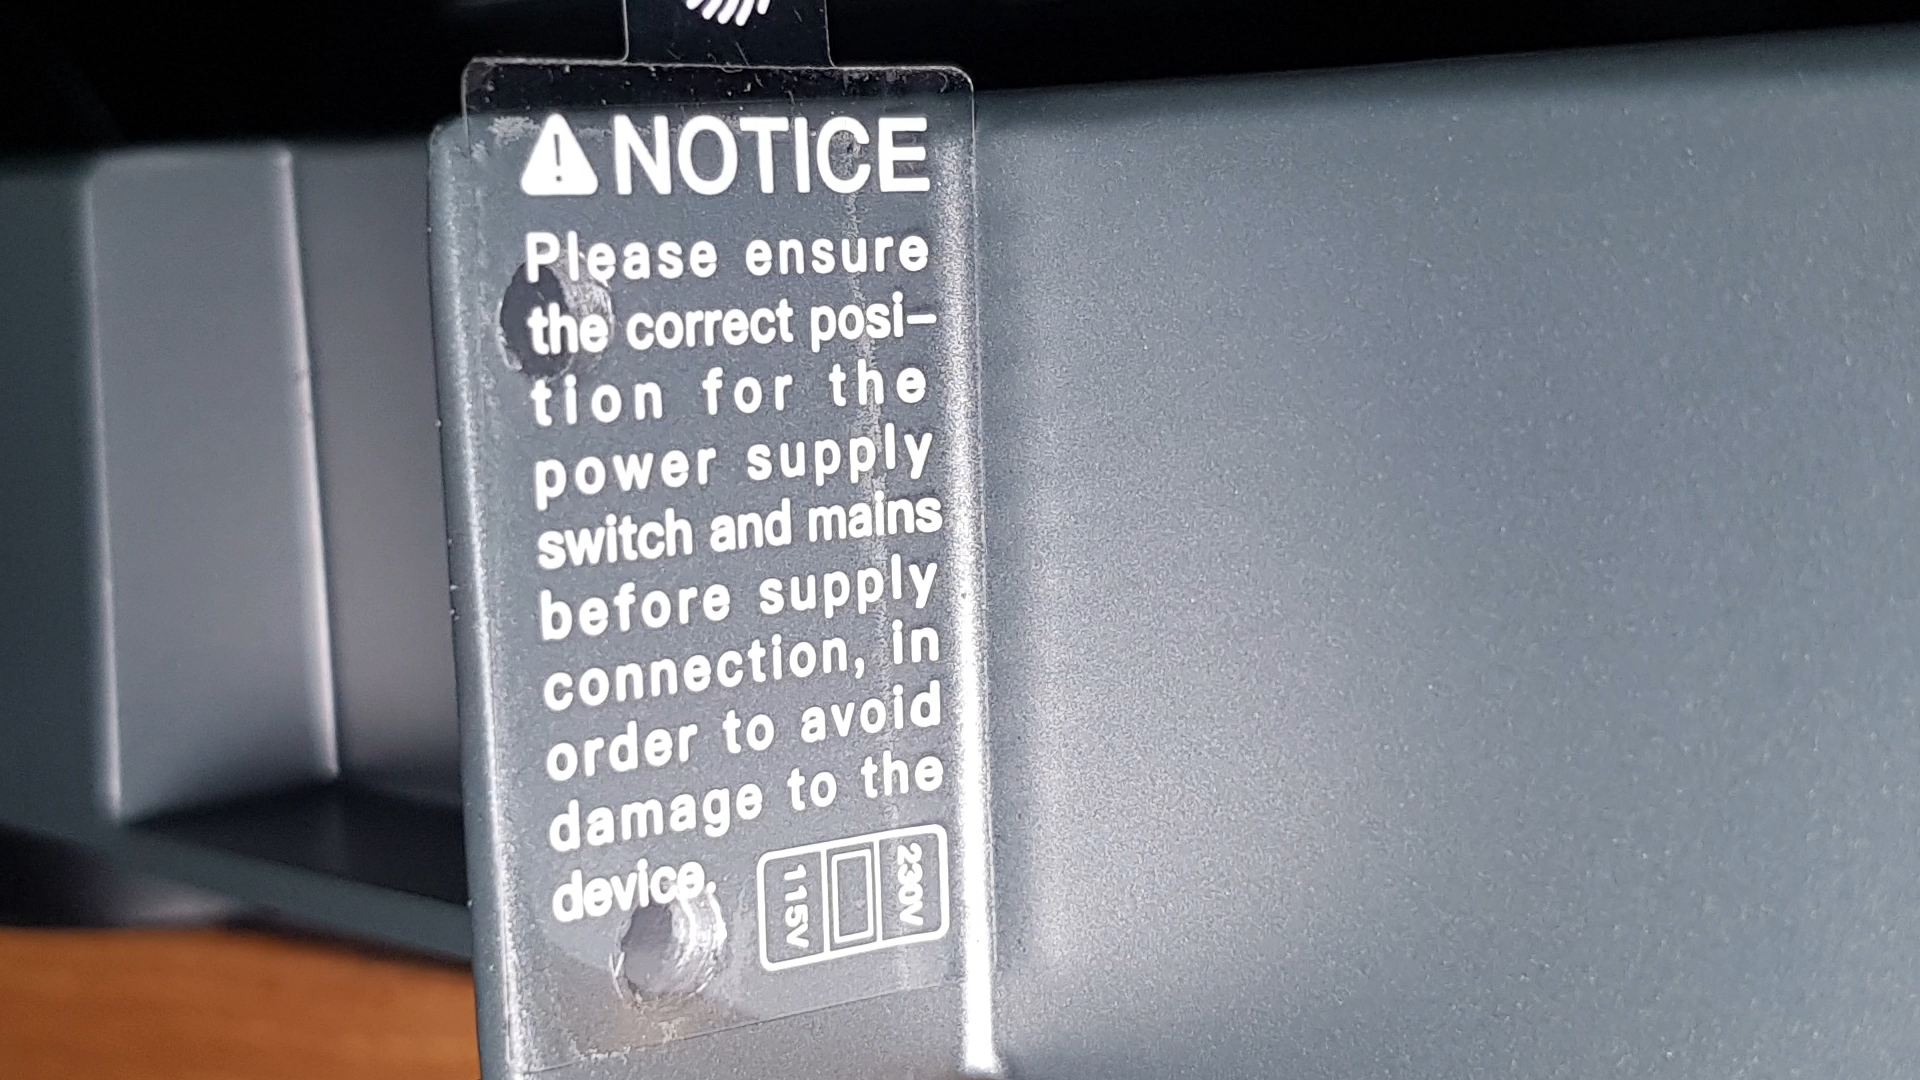 NOTICE
Please ensure
the correct posi-
tion for the
power supply
switch and mains
before supply
connection, in
order to avoid
damage to the
device.
115V
230V